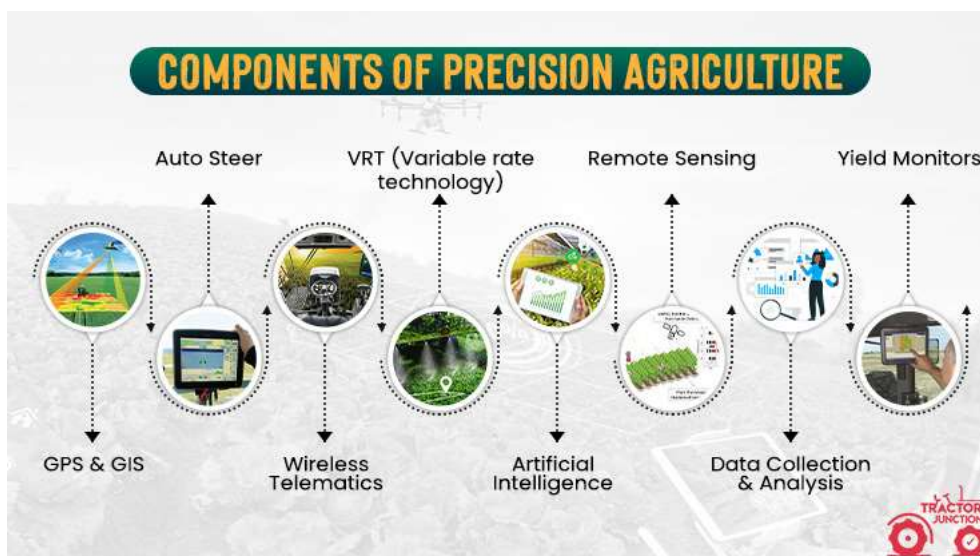 COMPONENTS OF PRECISION AGRICULTURE
Auto Steer
VRT (Variable rate
technology)
Remote Sensing
Yield Monitors
GPS & GIS
Wireless
Telematics
Artificial
Intelligence
Data Collection
& Analysis
TRACTOR
JUNCTION